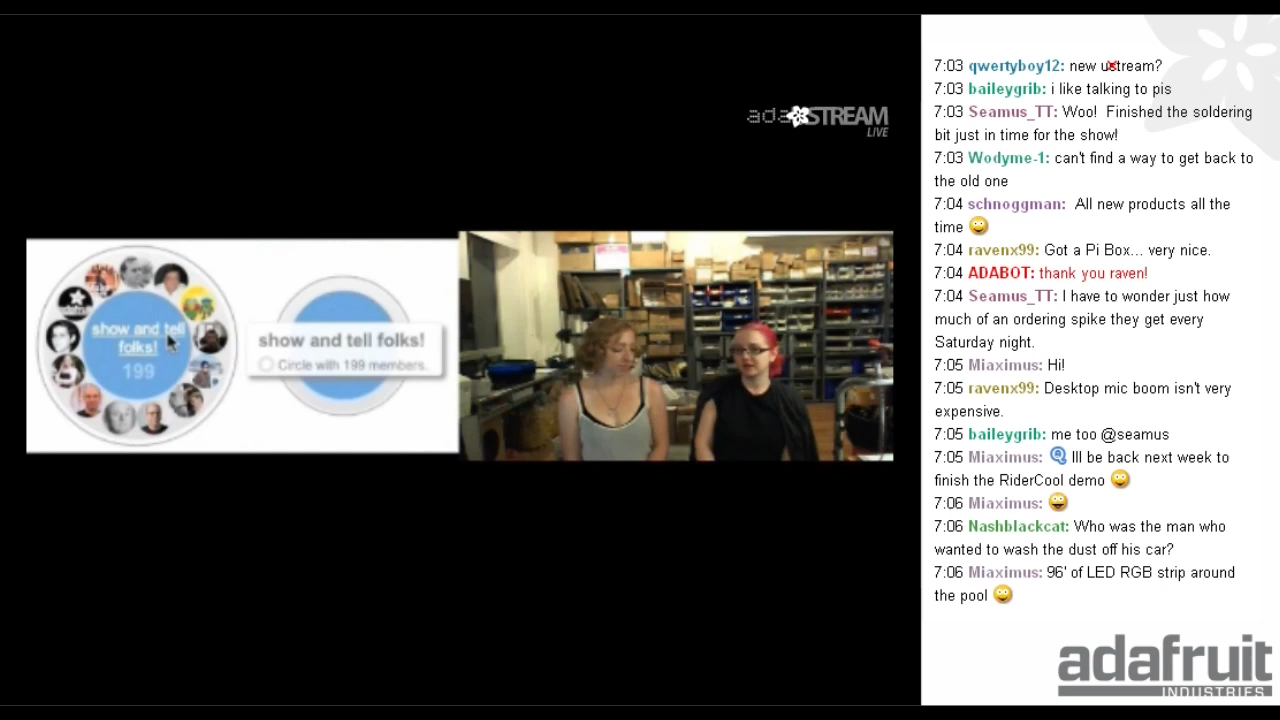 ada STREAM
LIVE
show and tell
folks!
199
show and tell folks!
Circle with 199 members.
7:03 qwertyboy12: new ustream?
7:03 baileygrib: i like talking to pis
7:03 Seamus_TT: Woo! Finished the soldering
bit just in time for the show!
7:03 Wodyme-1: can't find a way to get back to
the old one
7:04 schnoggman: All new products all the
time
7:04 ravenx99: Got a Pi Box... very nice.
7:04 ADABOT: thank you raven!
7:04 Seamus_TT: I have to wonder just how
much of an ordering spike they get every
Saturday night.
7:05 Miaximus: Hi!
7:05 ravenx99: Desktop mic boom isn't very
expensive.
7:05 baileygrib: me too @seamus
7:05 Miaximus: Ill be back next week to
finish the RiderCool demo
7:06 Miaximus:
7:06 Nashblackcat: Who was the man who
wanted to wash the dust off his car?
7:06 Miaximus: 96' of LED RGB strip around
the pool
adafruit
INDUSTRIES